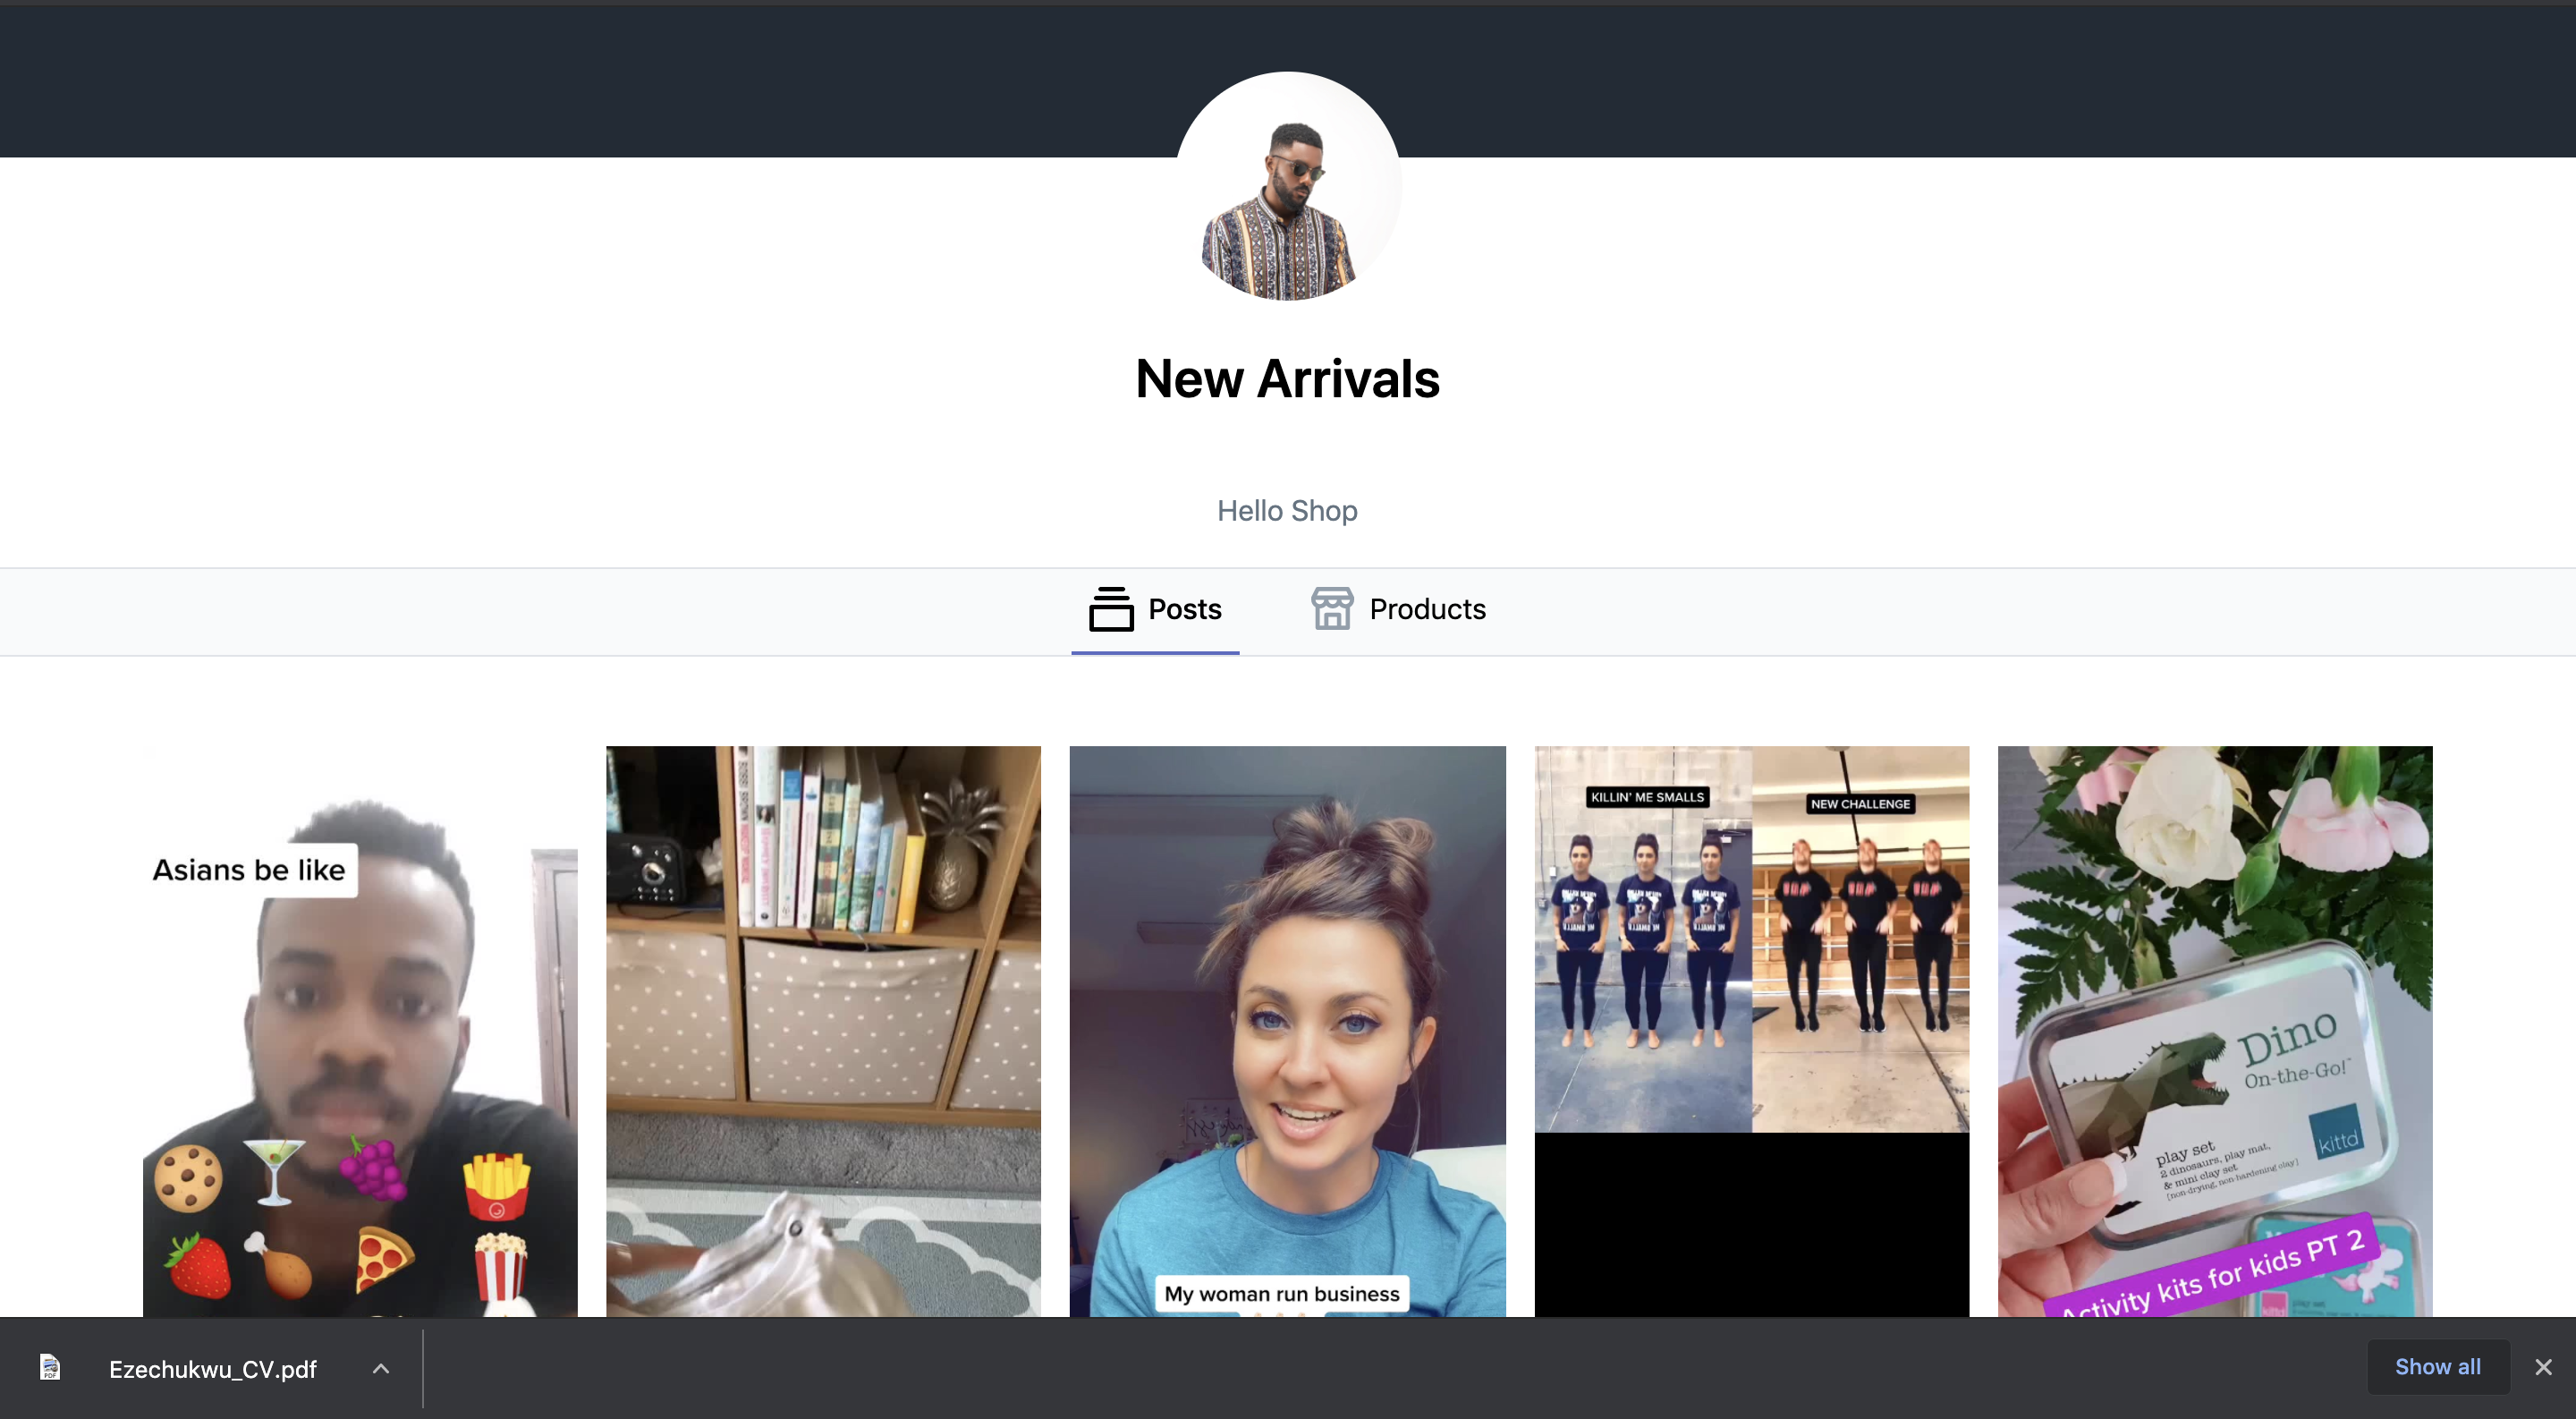 New Arrivals
Hello Shop
Posts
Products
Asians be like
KILLIN' ME SMALLS
NEW CHALLENGE
Dino
On-the-Go!
kittd
play set
2 dinosaurs, play mat,
& mini clay set
[non-drying, non-hardening clay]
My woman run business
Activity kits for kids PT 2
kittd
PDF
Ezechukwu_CV.pdf
Show all